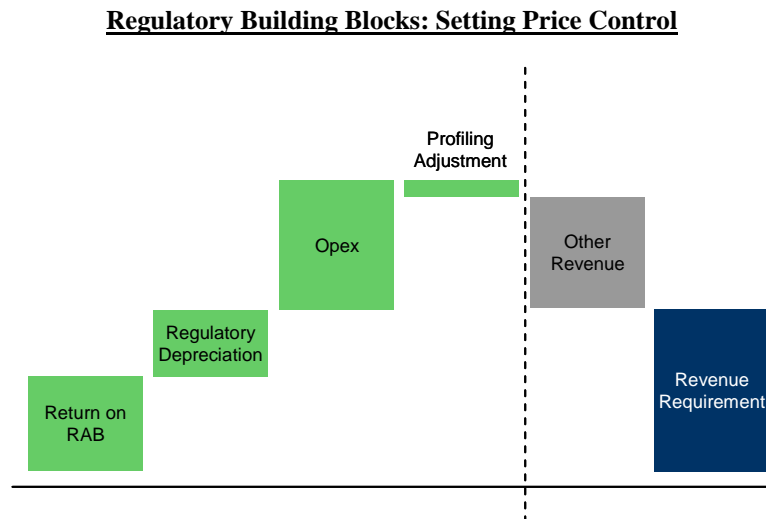 Regulatory Building Blocks: Setting Price Control
Profiling
Adjustment
Opex
Other
Revenue
Regulatory
Depreciation
Revenue
Requirement
Return on
RAB